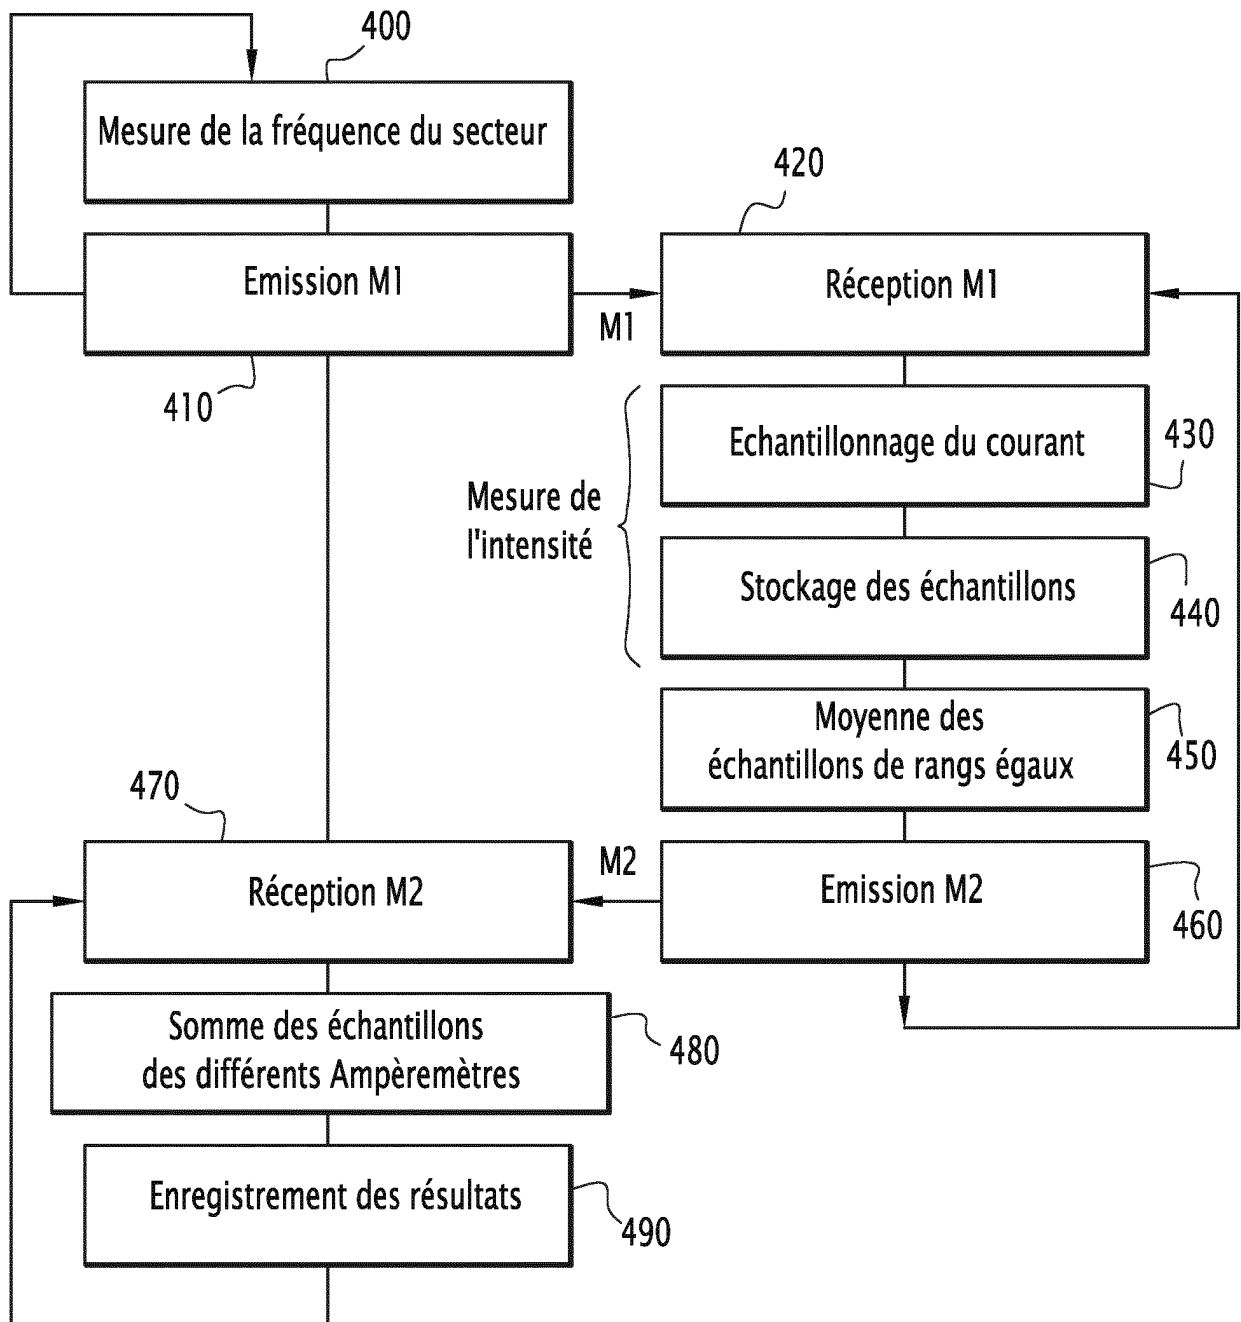 400
Mesure de la fréquence du secteur
420
Emission M1
Réception M1
M1
410
Echantillonnage du courant
430
Mesure de
l'intensité
Stockage des échantillons
440
Moyenne des
échantillons de rangs égaux
450
470
M2
Réception M2
Emission M2
460
Somme des échantillons
des différents Ampèremètres
480
Enregistrement des résultats
490